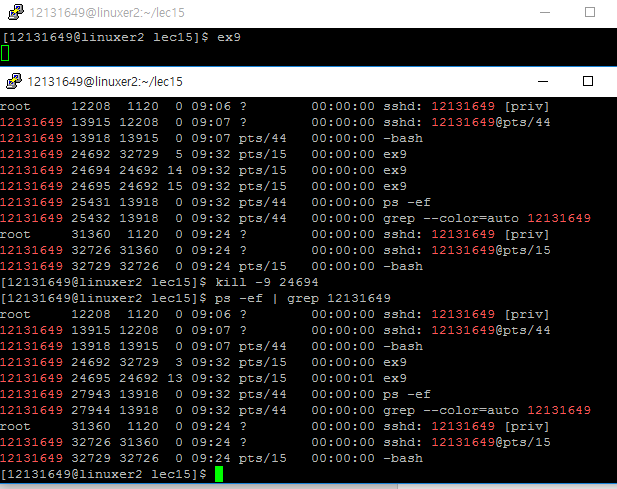 12131649@linuxer2:~/lec15
[12131649@linuxer2 lec15]$ ex9
12131649@linuxer2:~/lec15
root     12208  1120  0 09:06 ?        00:00:00 sshd: 12131649 [priv]
12131649 13915 12208  0 09:07 ?        00:00:00 sshd: 12131649@pts/44
12131649 13918 13915  0 09:07 pts/44   00:00:00 -bash
12131649 24692 32729  5 09:32 pts/15   00:00:00 ex9
12131649 24694 24692 14 09:32 pts/15   00:00:00 ex9
12131649 24695 24692 15 09:32 pts/15   00:00:00 ex9
12131649 25431 13918  0 09:32 pts/44   00:00:00 ps -ef
12131649 25432 13918  0 09:32 pts/44   00:00:00 grep --color=auto 12131649
root     31360  1120  0 09:24 ?        00:00:00 sshd: 12131649 [priv]
12131649 32726 31360  0 09:24 ?        00:00:00 sshd: 12131649@pts/15
12131649 32729 32726  0 09:24 pts/15   00:00:00 -bash
[12131649@linuxer2 lec15]$ kill -9 24694
[12131649@linuxer2 lec15]$ ps -ef | grep 12131649
root     12208  1120  0 09:06 ?        00:00:00 sshd: 12131649 [priv]
12131649 13915 12208  0 09:07 ?        00:00:00 sshd: 12131649@pts/44
12131649 13918 13915  0 09:07 pts/44   00:00:00 -bash
12131649 24692 32729  3 09:32 pts/15   00:00:00 ex9
12131649 24695 24692 13 09:32 pts/15   00:00:01 ex9
12131649 27943 13918  0 09:32 pts/44   00:00:00 ps -ef
12131649 27944 13918  0 09:32 pts/44   00:00:00 grep --color=auto 12131649
root     31360  1120  0 09:24 ?        00:00:00 sshd: 12131649 [priv]
12131649 32726 31360  0 09:24 ?        00:00:00 sshd: 12131649@pts/15
12131649 32729 32726  0 09:24 pts/15   00:00:00 -bash
[12131649@linuxer2 lec15]$